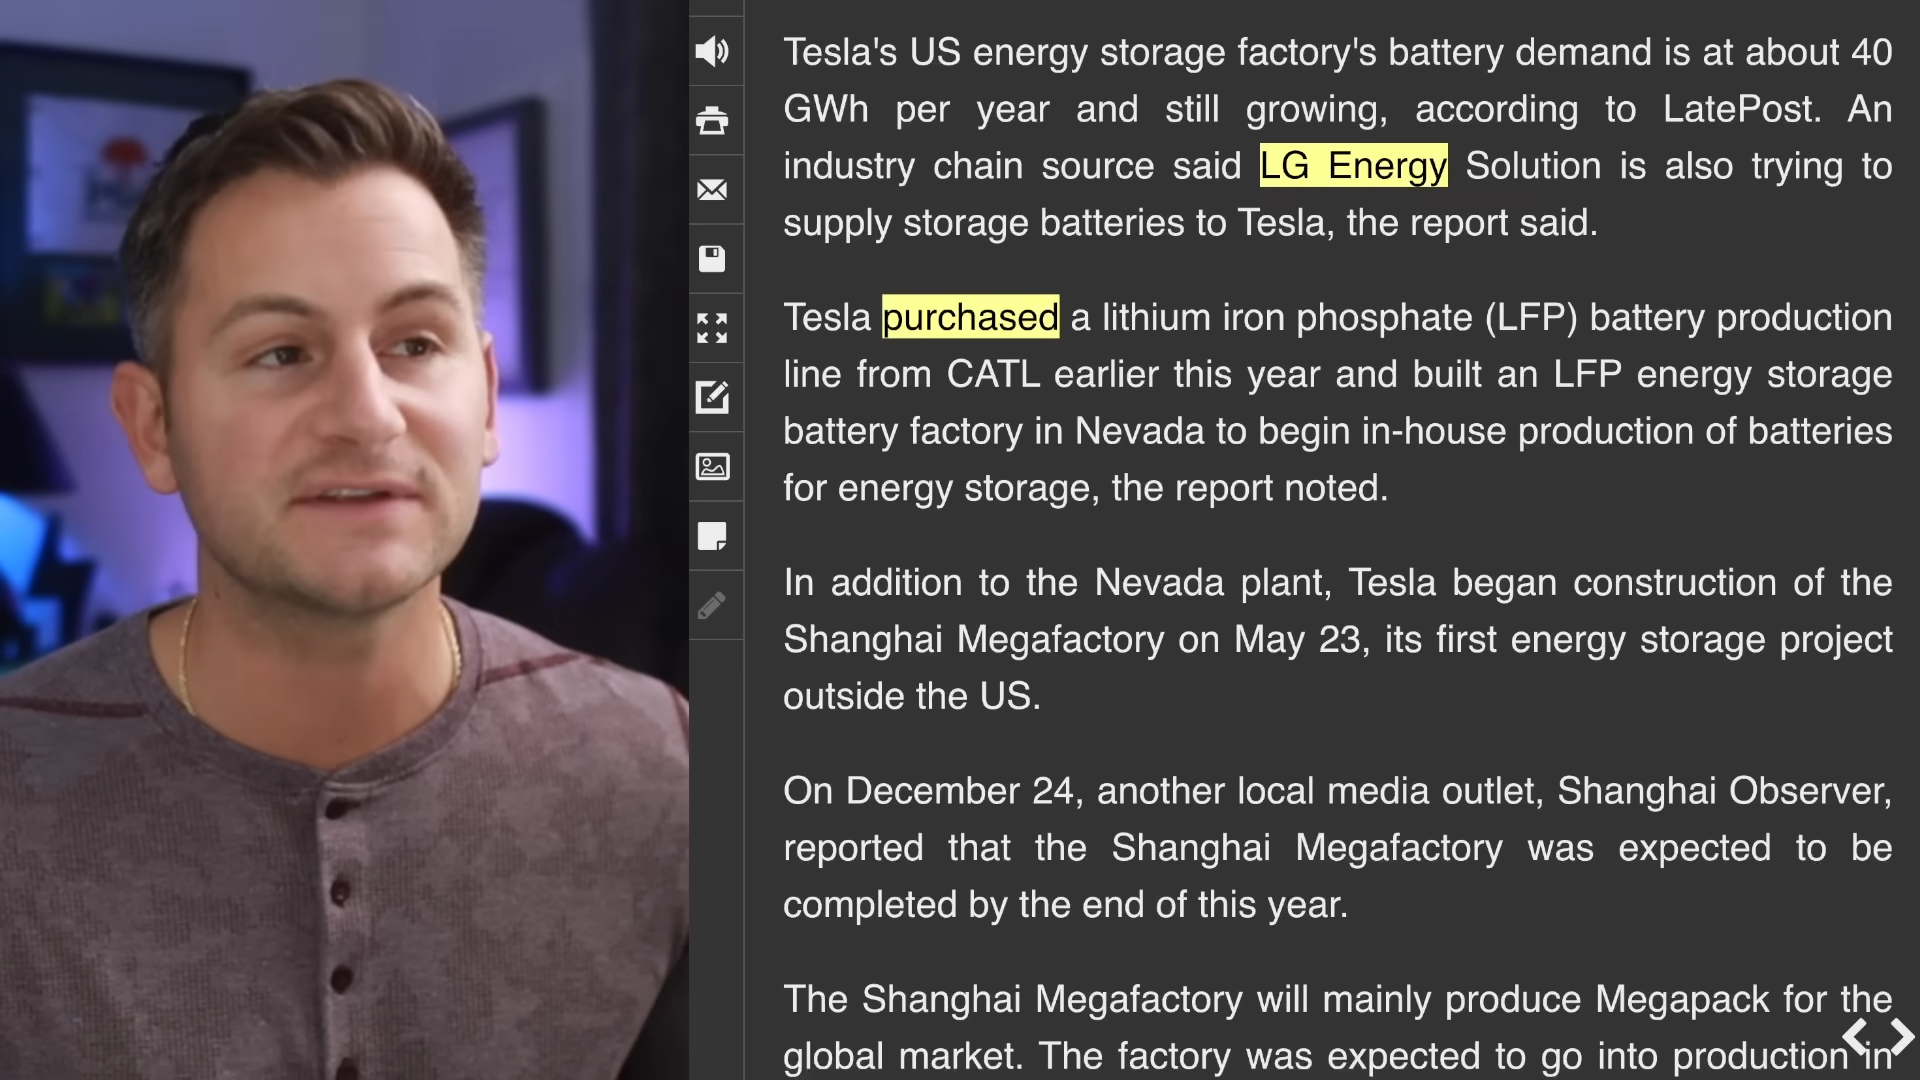 Tesla's US energy storage factory's battery demand is at about 40
GWh per year and still growing, according to LatePost. An
industry chain source said LG Energy Solution is also trying to
supply storage batteries to Tesla, the report said.
Tesla purchased a lithium iron phosphate (LFP) battery production
line from CATL earlier this year and built an LFP energy storage
battery factory in Nevada to begin in-house production of batteries
for energy storage, the report noted.
In addition to the Nevada plant, Tesla began construction of the
Shanghai Megafactory on May 23, its first energy storage project
outside the US.
On December 24, another local media outlet, Shanghai Observer,
reported that the Shanghai Megafactory was expected to be
completed by the end of this year.
The Shanghai Megafactory will mainly produce Megapack for the
global market. The factory was expected to go into production in